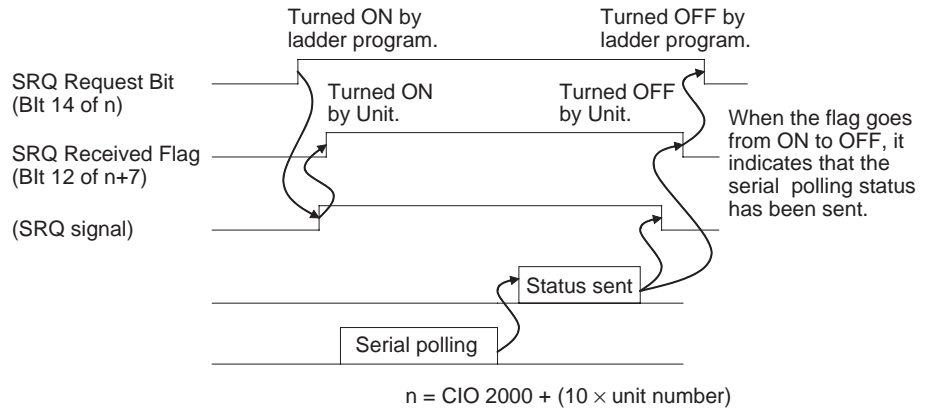 Turned ON by
ladder program.
Turned OFF by
ladder program.
SRQ Request Bit
(BIt 14 of n)
Turned ON
by Unit.
Turned OFF
by Unit.
When the flag goes
from ON to OFF, it
indicates that the
serial polling status
has been sent.
SRQ Received Flag
(BIt 12 of n+7)
(SRQ signal)
Status sent
Serial polling
n = CIO 2000 + (10 × unit number)